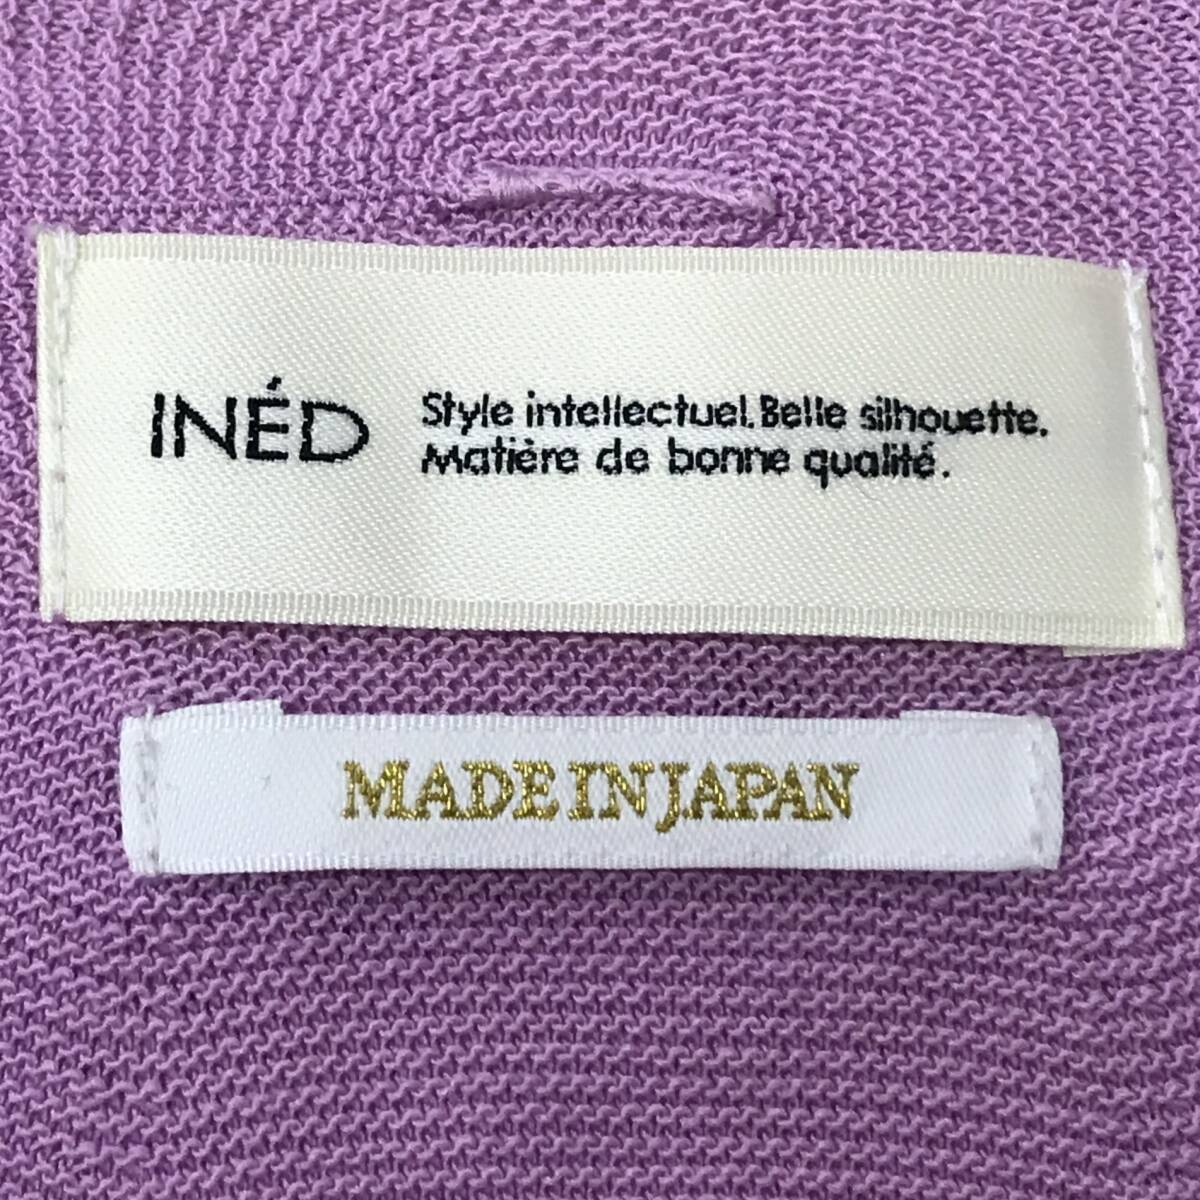 INÉD
Style intellectuel. Belle silhouette.
Matière de bonne qualité.
MADE IN JAPAN